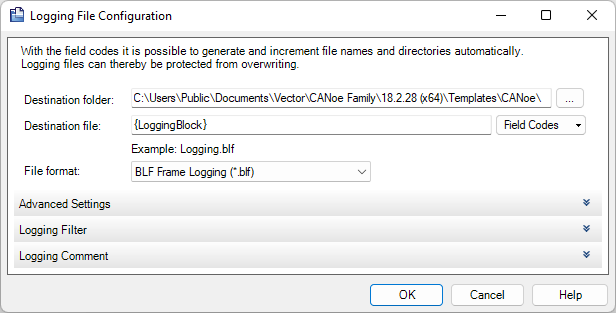 Logging File Configuration
With the field codes it is possible to generate and increment file names and directories automatically.
Logging files can thereby be protected from overwriting.
Destination folder: C:\Users\Public\Documents\Vector\CANoe Family\18.2.28 (x64)\Templates\CANoe\ ...
Destination file: {LoggingBlock} Field Codes
Example: Logging.blf
File format: BLF Frame Logging (*.blf)
Advanced Settings
Logging Filter
Logging Comment
OK Cancel Help